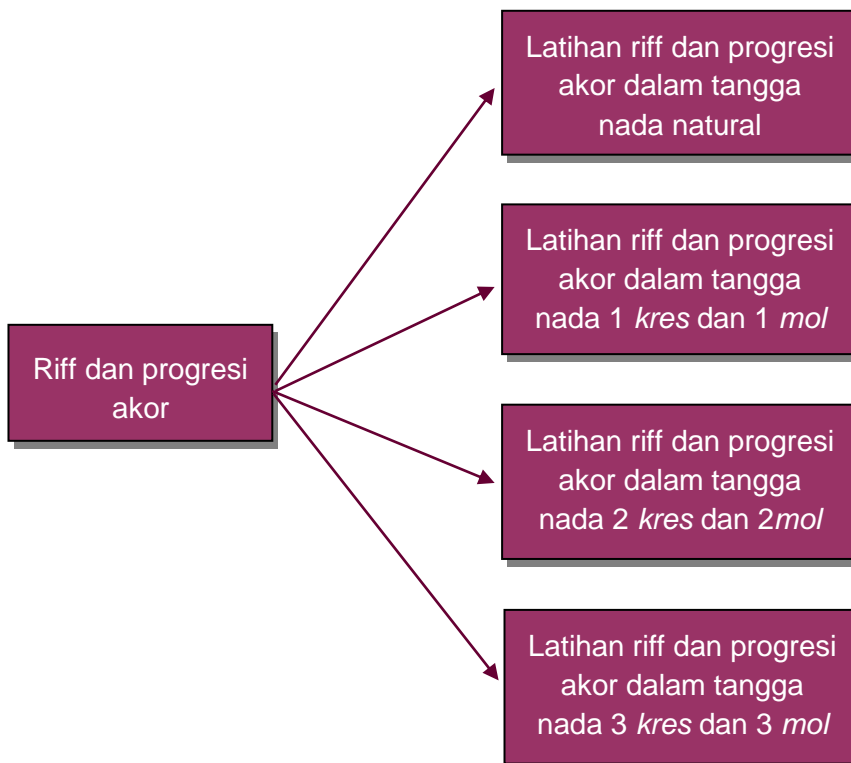 Latihan riff dan progresi
akor dalam tangga
nada natural
Latihan riff dan progresi
akor dalam tangga
nada 1 kres dan 1 mol
Riff dan progresi
akor
Latihan riff dan progresi
akor dalam tangga
nada 2 kres dan 2mol
Latihan riff dan progresi
akor dalam tangga
nada 3 kres dan 3 mol